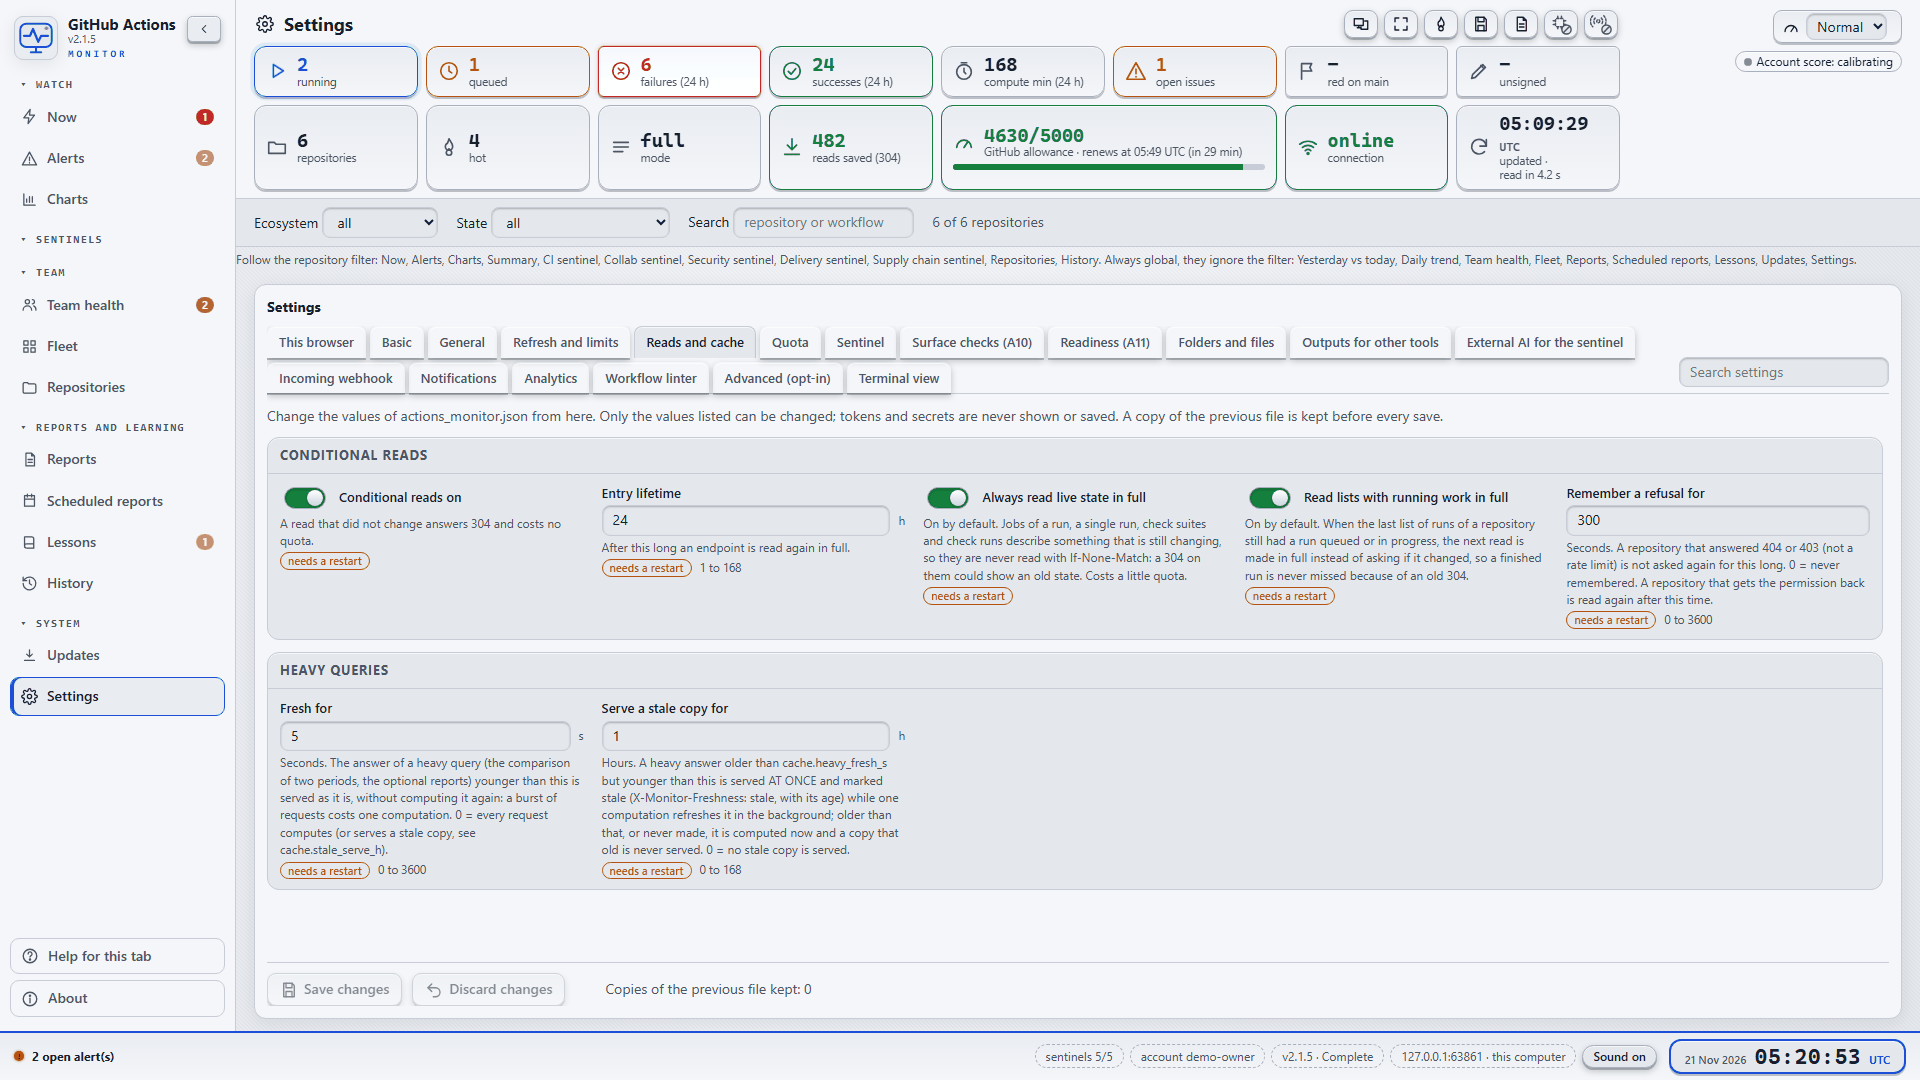 GitHub Actions
v2.1.5
MONITOR
WATCH
Now 1
Alerts 2
Charts
SENTINELS
TEAM
Team health 2
Fleet
Repositories
REPORTS AND LEARNING
Reports
Scheduled reports
Lessons 1
History
SYSTEM
Updates
Settings
Help for this tab
About
Settings
Normal
Account score: calibrating
2
running
1
queued
6
failures (24 h)
24
successes (24 h)
168
compute min (24 h)
1
open issues
–
red on main
–
unsigned
6
repositories
4
hot
full
mode
482
reads saved (304)
4630/5000
GitHub allowance · renews at 05:49 UTC (in 29 min)
online
connection
05:09:29
UTC
updated ·
read in 4.2 s
Ecosystem all State all Search repository or workflow 6 of 6 repositories
Follow the repository filter: Now, Alerts, Charts, Summary, CI sentinel, Collab sentinel, Security sentinel, Delivery sentinel, Supply chain sentinel, Repositories, History. Always global, they ignore the filter: Yesterday vs today, Daily trend, Team health, Fleet, Reports, Scheduled reports, Lessons, Updates, Settings.
Settings
This browser Basic General Refresh and limits Reads and cache Quota Sentinel Surface checks (A10) Readiness (A11) Folders and files Outputs for other tools External AI for the sentinel
Incoming webhook Notifications Analytics Workflow linter Advanced (opt-in) Terminal view
Search settings
Change the values of actions_monitor.json from here. Only the values listed can be changed; tokens and secrets are never shown or saved. A copy of the previous file is kept before every save.
CONDITIONAL READS
Conditional reads on
A read that did not change answers 304 and costs no
quota.
needs a restart
Entry lifetime
24 h
After this long an endpoint is read again in full.
needs a restart 1 to 168
Always read live state in full
On by default. Jobs of a run, a single run, check suites
and check runs describe something that is still changing,
so they are never read with If-None-Match: a 304 on
them could show an old state. Costs a little quota.
needs a restart
Read lists with running work in full
On by default. When the last list of runs of a repository
still had a run queued or in progress, the next read is
made in full instead of asking if it changed, so a finished
run is never missed because of an old 304.
needs a restart
Remember a refusal for
300
Seconds. A repository that answered 404 or 403 (not a
rate limit) is not asked again for this long. 0 = never
remembered. A repository that gets the permission back
is read again after this time.
needs a restart 0 to 3600
HEAVY QUERIES
Fresh for
5 s
Seconds. The answer of a heavy query (the comparison
of two periods, the optional reports) younger than this is
served as it is, without computing it again: a burst of
requests costs one computation. 0 = every request
computes (or serves a stale copy, see
cache.stale_serve_h).
needs a restart 0 to 3600
Serve a stale copy for
1 h
Hours. A heavy answer older than cache.heavy_fresh_s
but younger than this is served AT ONCE and marked
stale (X-Monitor-Freshness: stale, with its age) while one
computation refreshes it in the background; older than
that, or never made, it is computed now and a copy that
old is never served. 0 = no stale copy is served.
needs a restart 0 to 168
Save changes Discard changes Copies of the previous file kept: 0
2 open alert(s)
sentinels 5/5 account demo-owner v2.1.5 · Complete 127.0.0.1:63861 · this computer Sound on 21 Nov 2026 05:20:53 UTC